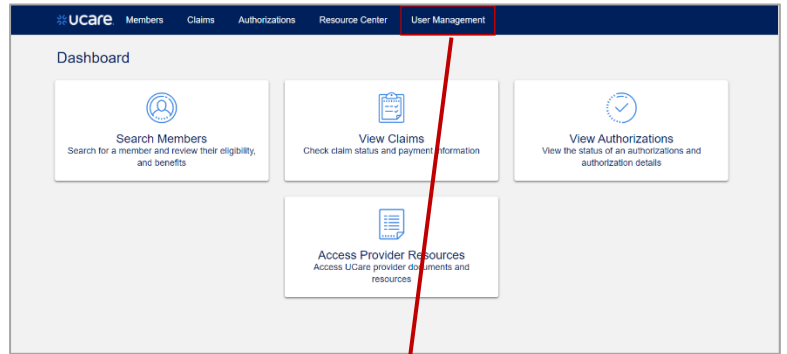 ucare. Members Claims Authorizations Resource Center User Management
Dashboard
Search Members
Search for a member and review their eligibility,
and benefits
View Claims
Check claim status and payment information
View Authorizations
View the status of an authorizations and
authorization details
Access Provider Resources
Access UCare provider documents and
resources